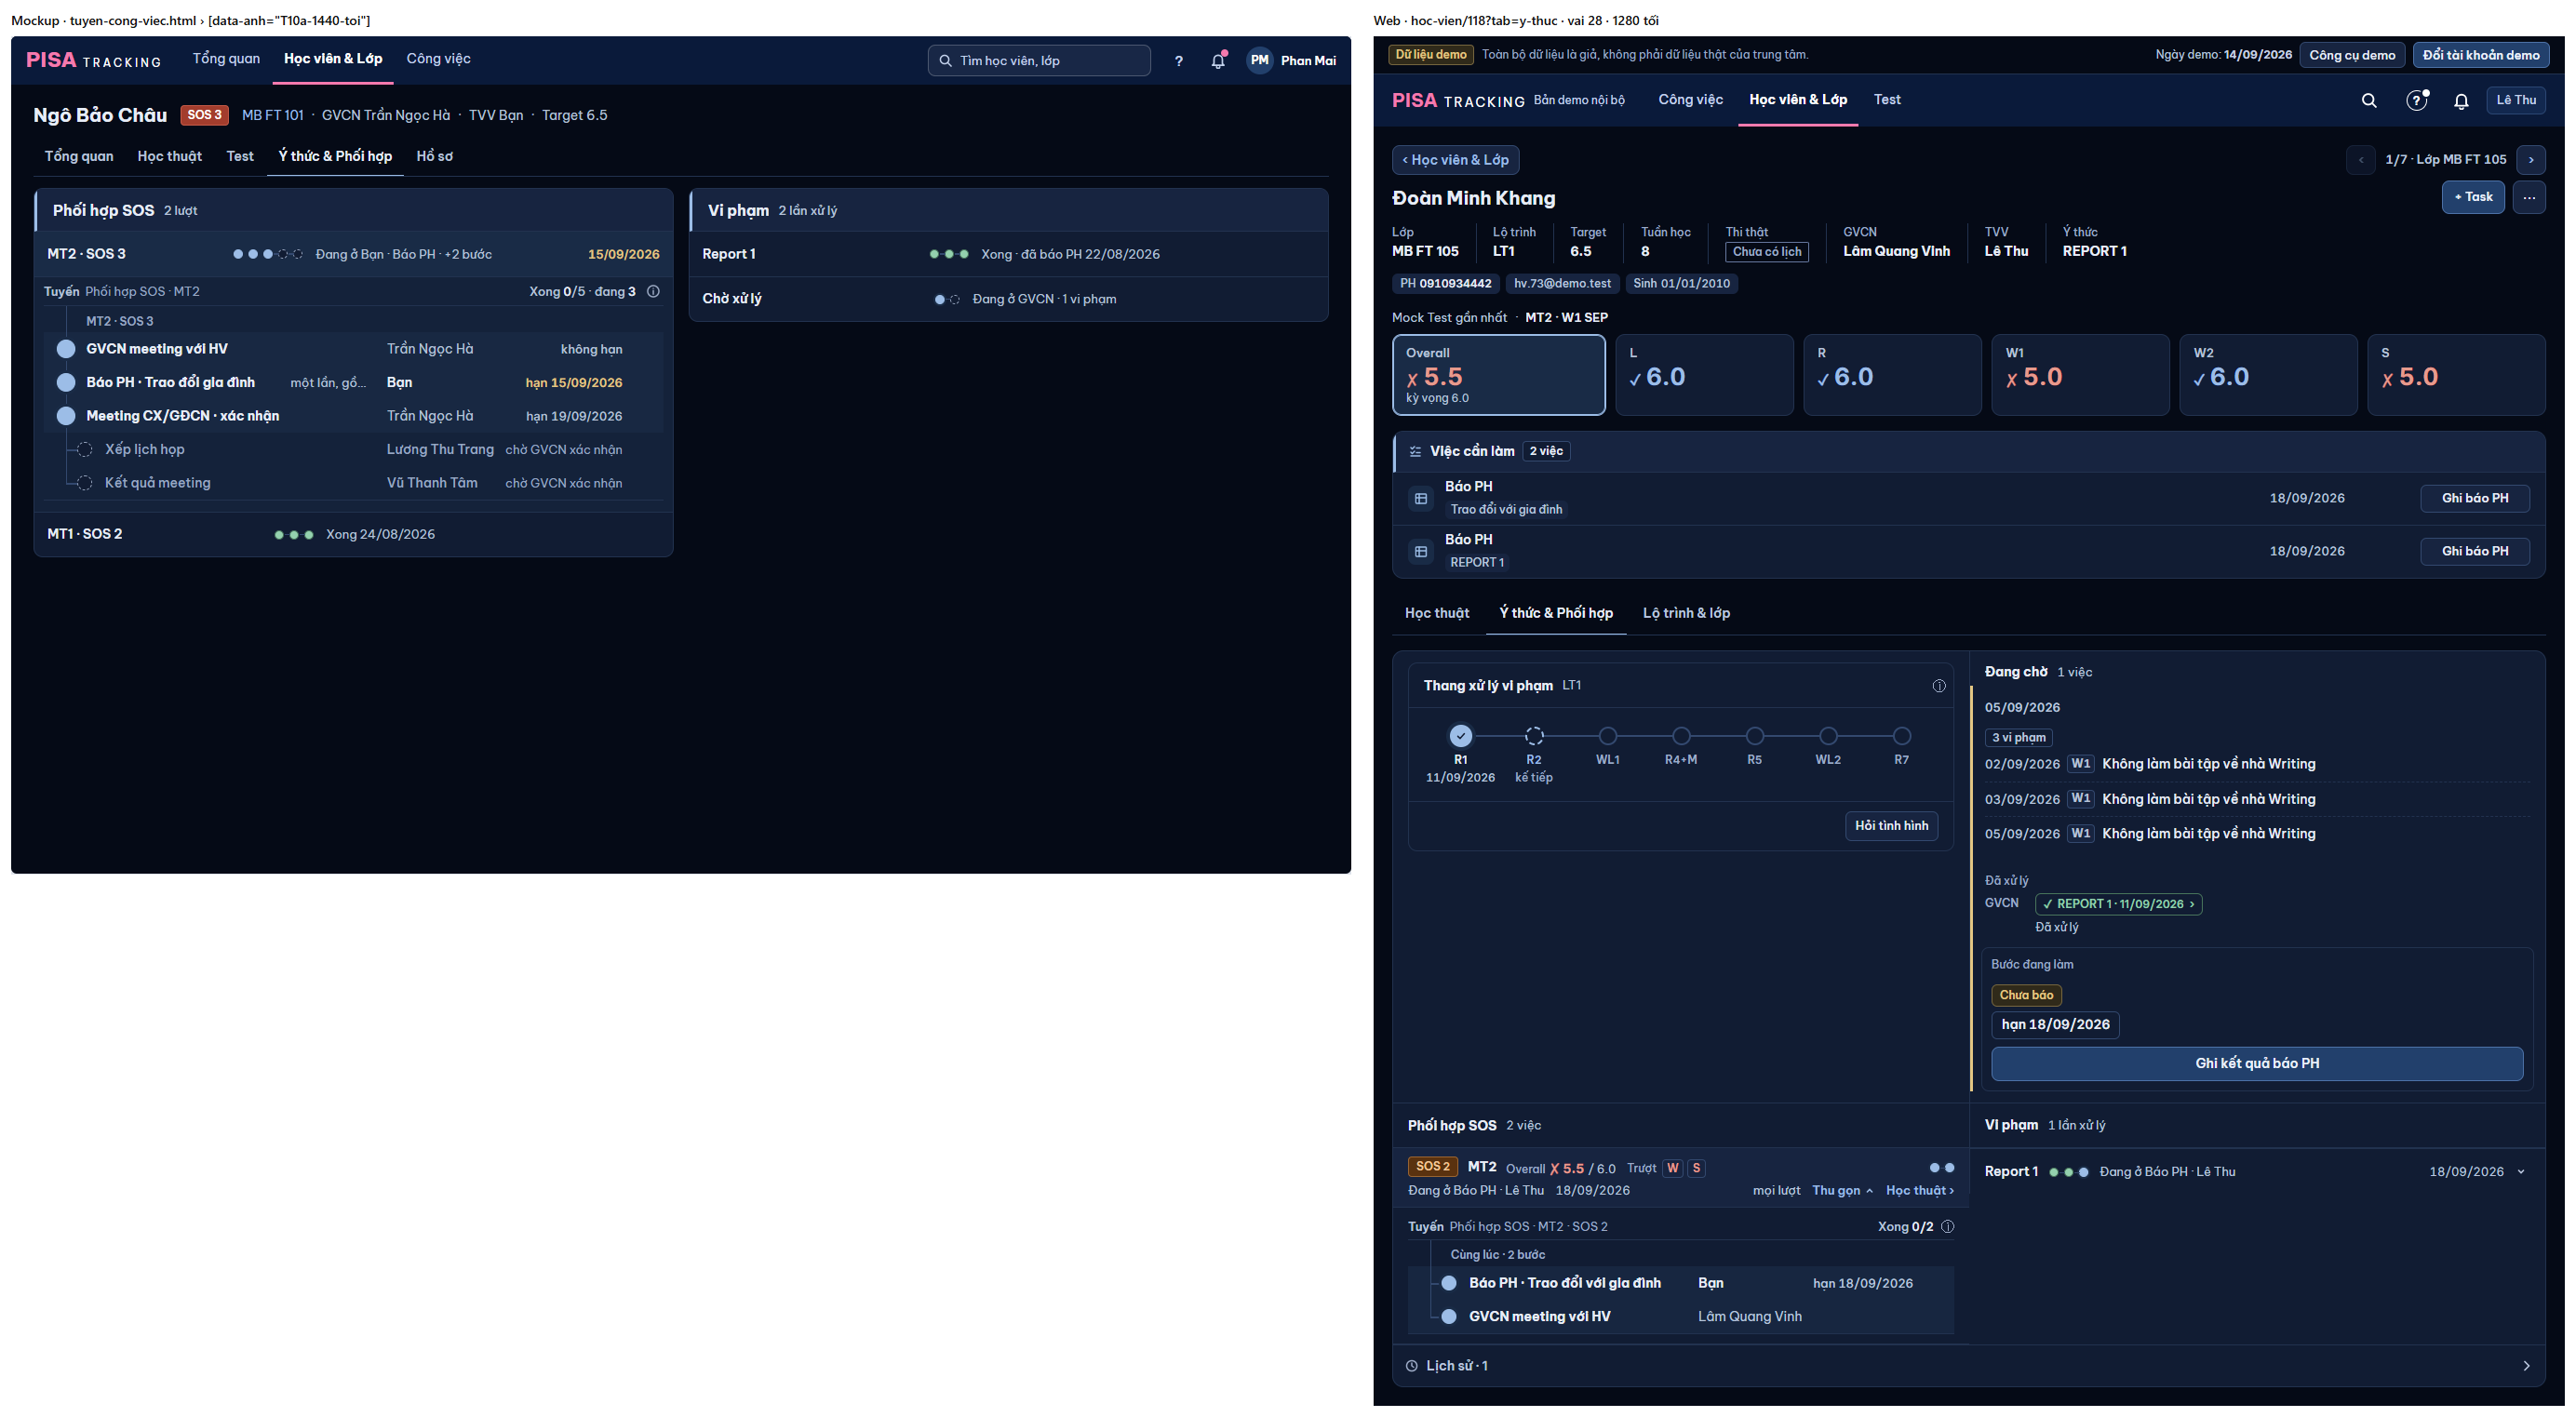 Mockup · tuyen-cong-viec.html › [data-anh="T10a-1440-toi"]
PISA TRACKING
Tổng quan
Học viên & Lớp
Công việc
Tìm học viên, lớp
?
PM
Phan Mai
Ngô Bảo Châu
SOS 3
MB FT 101 · GVCN Trần Ngọc Hà · TVV Bạn · Target 6.5
Tổng quan
Học thuật
Test
Ý thức & Phối hợp
Hồ sơ
Phối hợp SOS 2 lượt
MT2 · SOS 3
Đang ở Bạn · Báo PH · +2 bước
15/09/2026
Tuyến Phối hợp SOS · MT2
Xong 0/5 · đang 3
MT2 · SOS 3
GVCN meeting với HV
Trần Ngọc Hà
không hạn
Báo PH · Trao đổi gia đình
một lần, gồ...
Bạn
hạn 15/09/2026
Meeting CX/GĐCN · xác nhận
Trần Ngọc Hà
hạn 19/09/2026
Xếp lịch họp
Lương Thu Trang
chờ GVCN xác nhận
Kết quả meeting
Vũ Thanh Tâm
chờ GVCN xác nhận
MT1 · SOS 2
Xong 24/08/2026
Vi phạm 2 lần xử lý
Report 1
Xong · đã báo PH 22/08/2026
Chờ xử lý
Đang ở GVCN · 1 vi phạm
Web · hoc-vien/118?tab=y-thuc · vai 28 · 1280 tối
Dữ liệu demo
Toàn bộ dữ liệu là giả, không phải dữ liệu thật của trung tâm.
Ngày demo: 14/09/2026
Công cụ demo
Đổi tài khoản demo
PISA TRACKING Bản demo nội bộ
Công việc
Học viên & Lớp
Test
?
Lê Thu
‹ Học viên & Lớp
‹
1/7 · Lớp MB FT 105
›
Đoàn Minh Khang
+ Task
...
Lớp
MB FT 105
Lộ trình
LT1
Target
6.5
Tuần học
8
Thi thật
Chưa có lịch
GVCN
Lâm Quang Vinh
TVV
Lê Thu
Ý thức
REPORT 1
PH 0910934442
hv.73@demo.test
Sinh 01/01/2010
Mock Test gần nhất · MT2 · W1 SEP
Overall
✗ 5.5
kỳ vọng 6.0
L
✓ 6.0
R
✓ 6.0
W1
✗ 5.0
W2
✓ 6.0
S
✗ 5.0
Việc cần làm
2 việc
Báo PH
Trao đổi với gia đình
18/09/2026
Ghi báo PH
Báo PH
REPORT 1
18/09/2026
Ghi báo PH
Học thuật
Ý thức & Phối hợp
Lộ trình & lớp
Thang xử lý vi phạm LT1
R1
11/09/2026
R2
kế tiếp
WL1
R4+M
R5
WL2
R7
Hỏi tình hình
Đang chờ 1 việc
05/09/2026
3 vi phạm
02/09/2026 W1 Không làm bài tập về nhà Writing
03/09/2026 W1 Không làm bài tập về nhà Writing
05/09/2026 W1 Không làm bài tập về nhà Writing
Đã xử lý
GVCN
✓ REPORT 1 · 11/09/2026 ›
Đã xử lý
Bước đang làm
Chưa báo
hạn 18/09/2026
Ghi kết quả báo PH
Phối hợp SOS 2 việc
SOS 2 MT2 Overall ✗ 5.5 / 6.0 Trượt W S
Đang ở Báo PH · Lê Thu 18/09/2026
mọi lượt
Thu gọn
Học thuật ›
Tuyến Phối hợp SOS · MT2 · SOS 2
Xong 0/2
Cùng lúc · 2 bước
Báo PH · Trao đổi với gia đình
Bạn
hạn 18/09/2026
GVCN meeting với HV
Lâm Quang Vinh
Vi phạm 1 lần xử lý
Report 1
Đang ở Báo PH · Lê Thu
18/09/2026
Lịch sử · 1